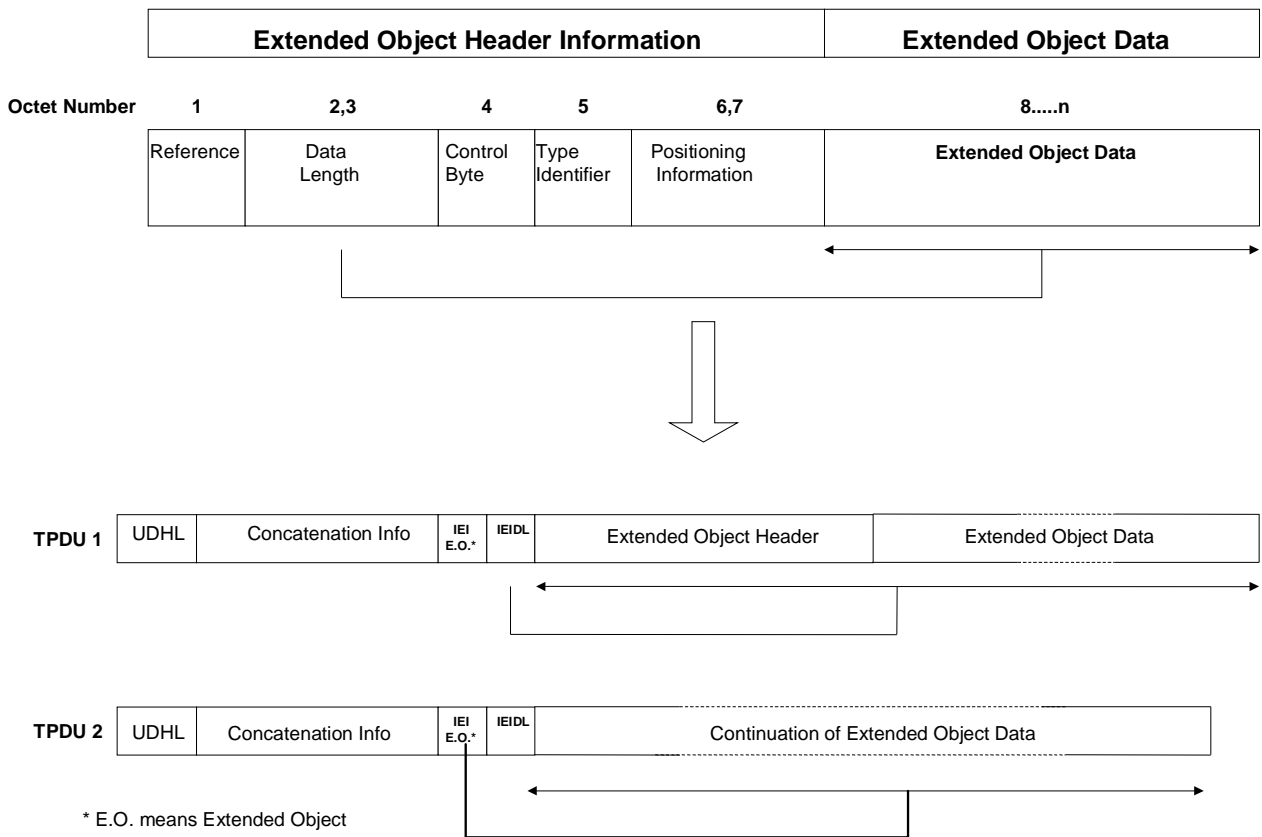 Extended Object Header Information Extended Object Data
Octet Number 1 2,3 4 5 6,7 8.....n
Reference Data Control Type Positioning Extended Object Data
Length Byte Identifier Information
TPDU 1 UDHL Concatenation Info IEI E.O.* IEIDL Extended Object Header Extended Object Data
TPDU 2 UDHL Concatenation Info IEI E.O.* IEIDL Continuation of Extended Object Data
* E.O. means Extended Object